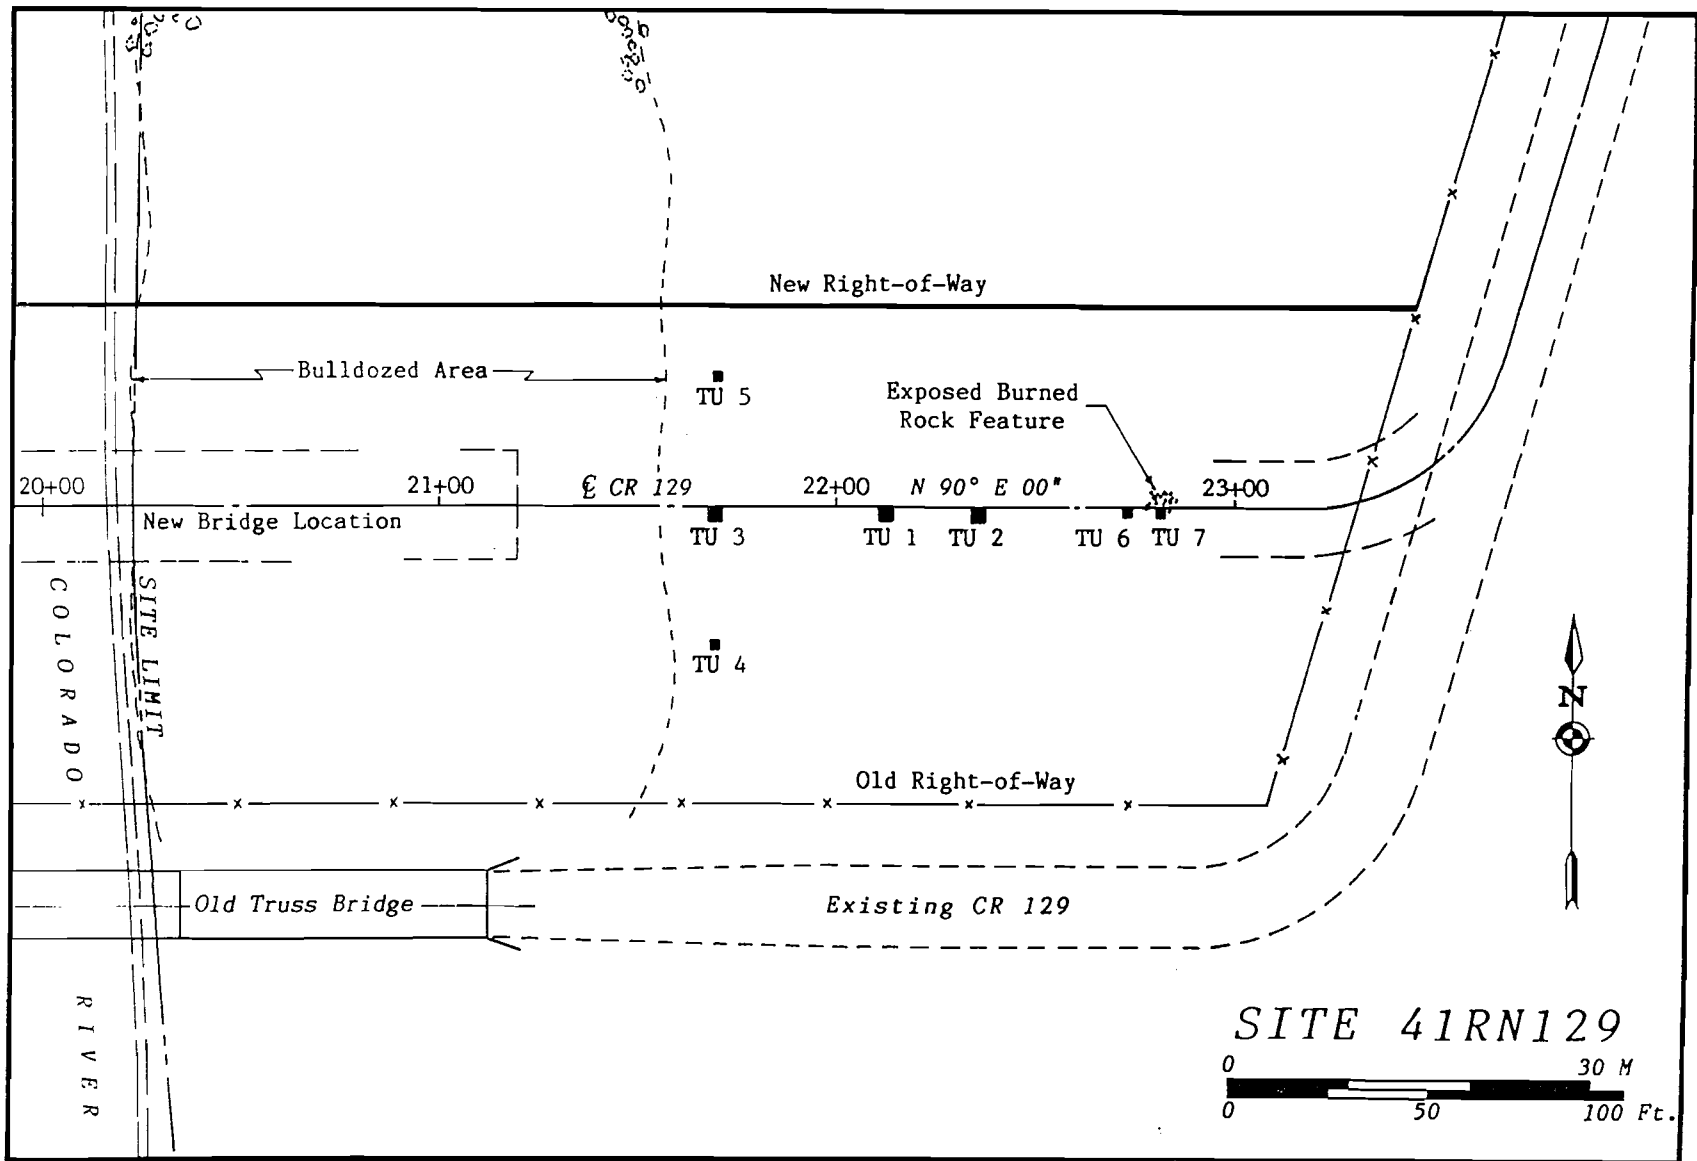 New Right-of-Way
Bulldozed Area
TU 5
Exposed Burned
Rock Feature
20+00
21+00
℄ CR 129
22+00
N 90° E 00"
23+00
New Bridge Location
TU 3
TU 1
TU 2
TU 6
TU 7
COLORADO
SITE LIMIT
TU 4
N
Old Right-of-Way
Old Truss Bridge
Existing CR 129
RIVER
SITE 41RN129
0
30 M
0
50
100 Ft.